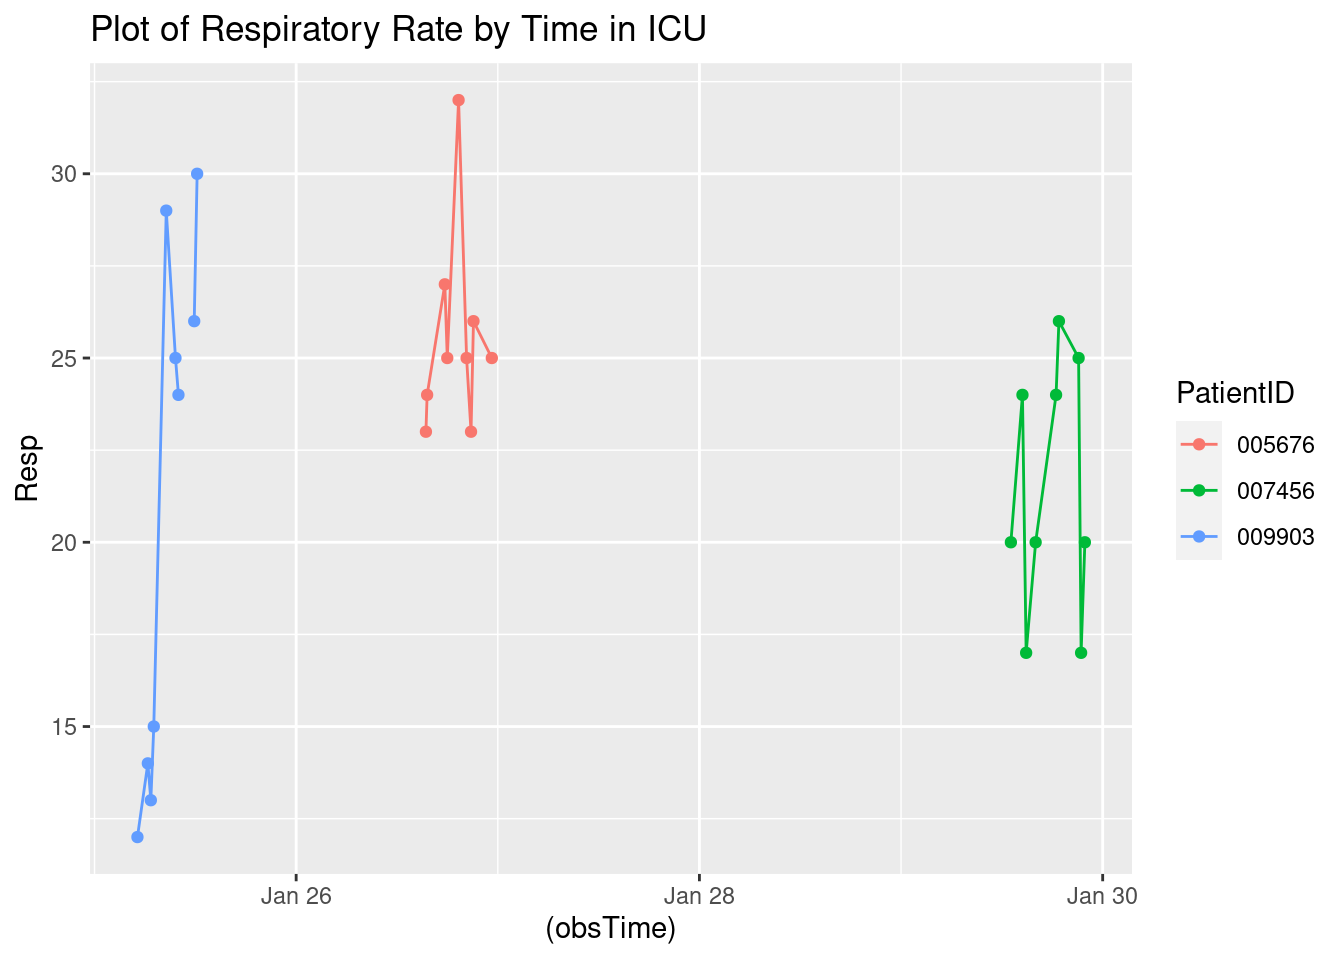 Plot of Respiratory Rate by Time in ICU
Resp
30
25
20
15
Jan 26
Jan 28
Jan 30
(obsTime)
PatientID
005676
007456
009903